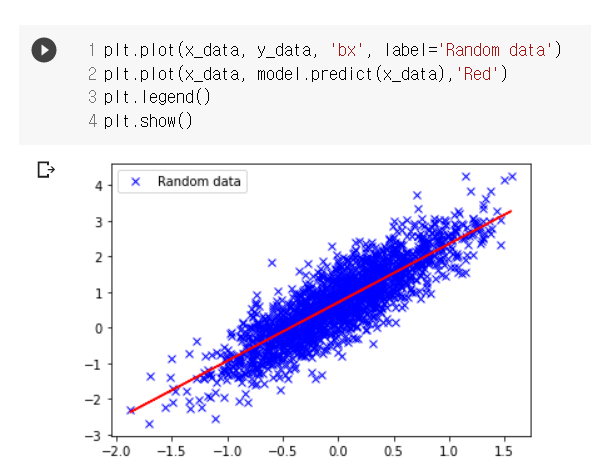 1 plt.plot(x_data, y_data, 'bx', label='Random data')
2 plt.plot(x_data, model.predict(x_data),'Red')
3 plt.legend()
4 plt.show()
Random data
4
3
2
1
0
−1
−2
−3
−2.0 −1.5 −1.0 −0.5 0.0 0.5 1.0 1.5